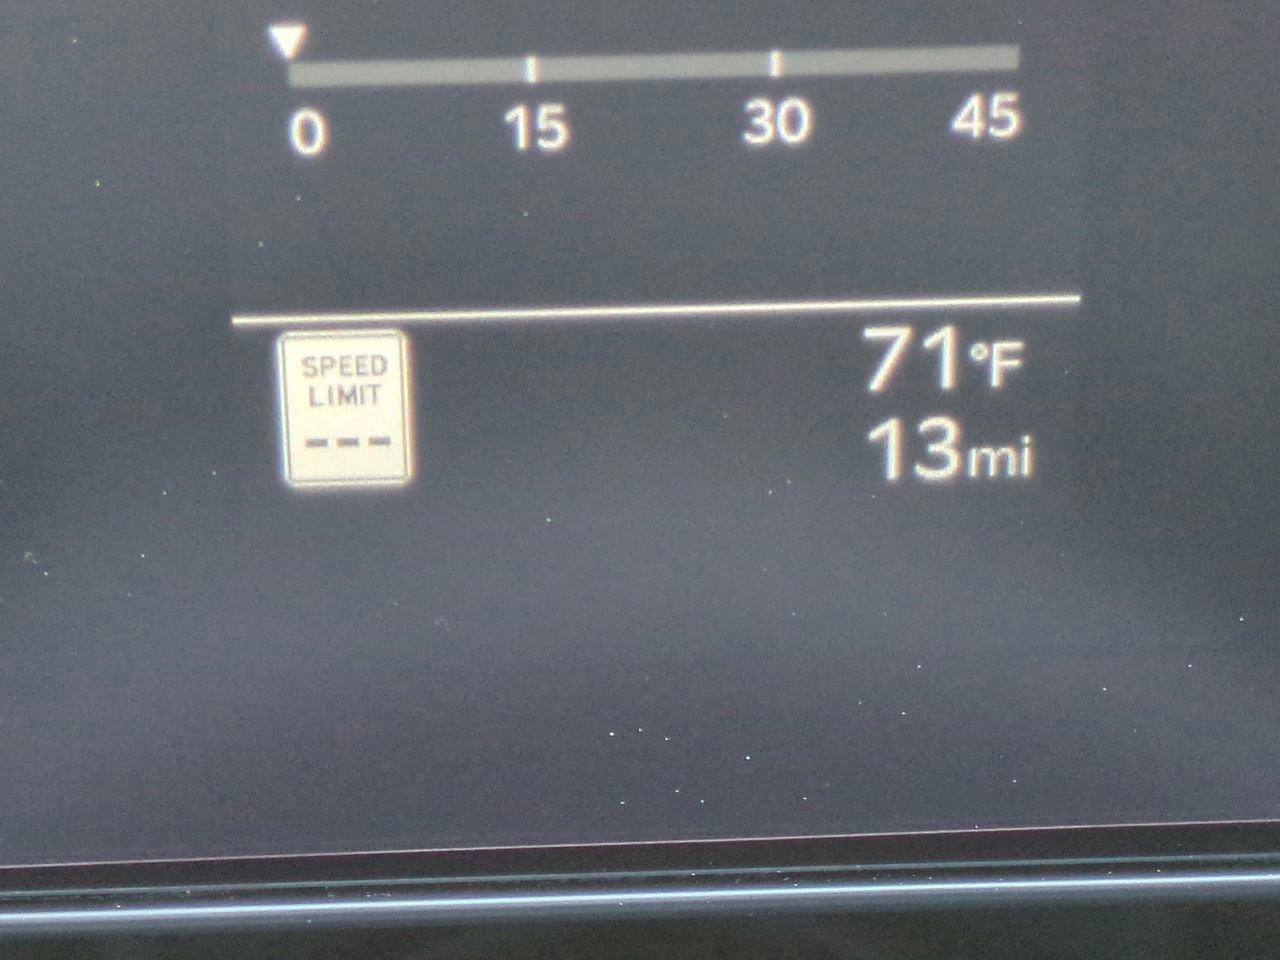 0 15 30 45
SPEED
LIMIT
---
71°F
13mi